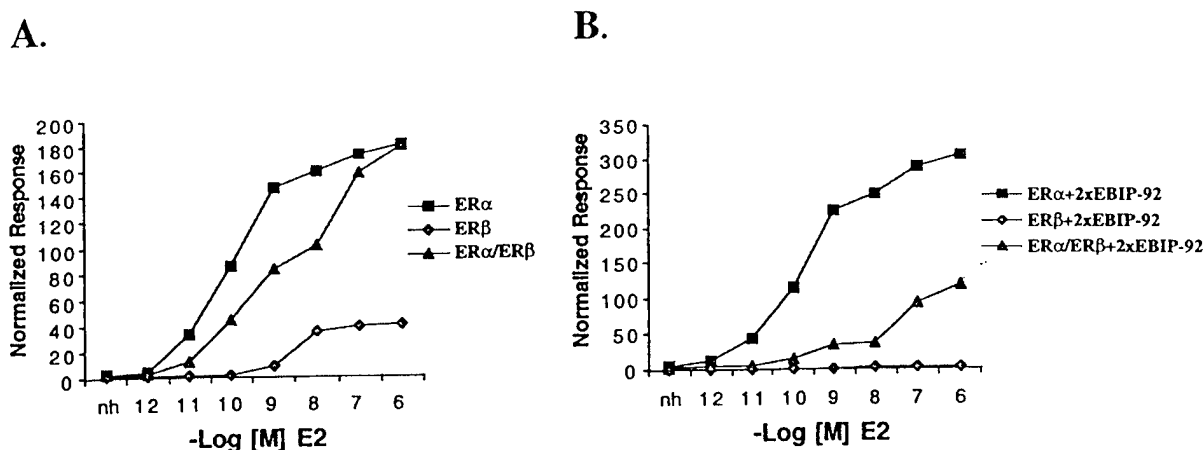 A.
Normalized Response
200
180
160
140
120
100
80
60
40
20
0
nh 12 11 10 9 8 7 6
-Log [M] E2
ERα
ERβ
ERα/ERβ
B.
Normalized Response
350
300
250
200
150
100
50
0
nh 12 11 10 9 8 7 6
-Log [M] E2
ERα+2xEBIP-92
ERβ+2xEBIP-92
ERα/ERβ+2xEBIP-92